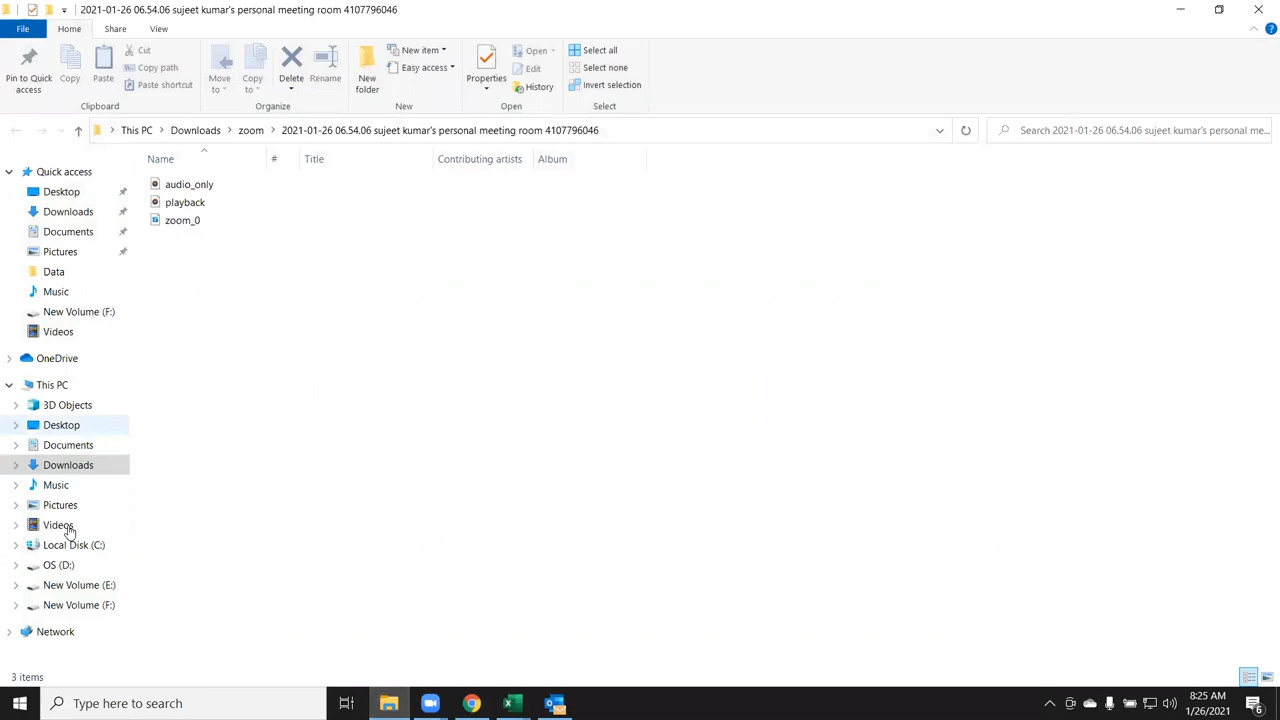 2021-01-26 06.54.06 sujeet kumar's personal meeting room 4107796046
File Home Share View
Pin to Quick access
Copy
Paste
Cut
Copy path
Paste shortcut
Clipboard
Move to
Copy to
Delete
Rename
Organize
New folder
New item
Easy access
New
Properties
Open
Edit
History
Open
Select all
Select none
Invert selection
Select
This PC > Downloads > zoom > 2021-01-26 06.54.06 sujeet kumar's personal meeting room 4107796046
Search 2021-01-26 06.54.06 sujeet kumar's personal me...
Name # Title Contributing artists Album
audio_only
playback
zoom_0
Quick access
Desktop
Downloads
Documents
Pictures
Data
Music
New Volume (F:)
Videos
OneDrive
This PC
3D Objects
Desktop
Documents
Downloads
Music
Pictures
Videos
Local Disk (C:)
OS (D:)
New Volume (E:)
New Volume (F:)
Network
3 items
Type here to search
8:25 AM
1/26/2021
6